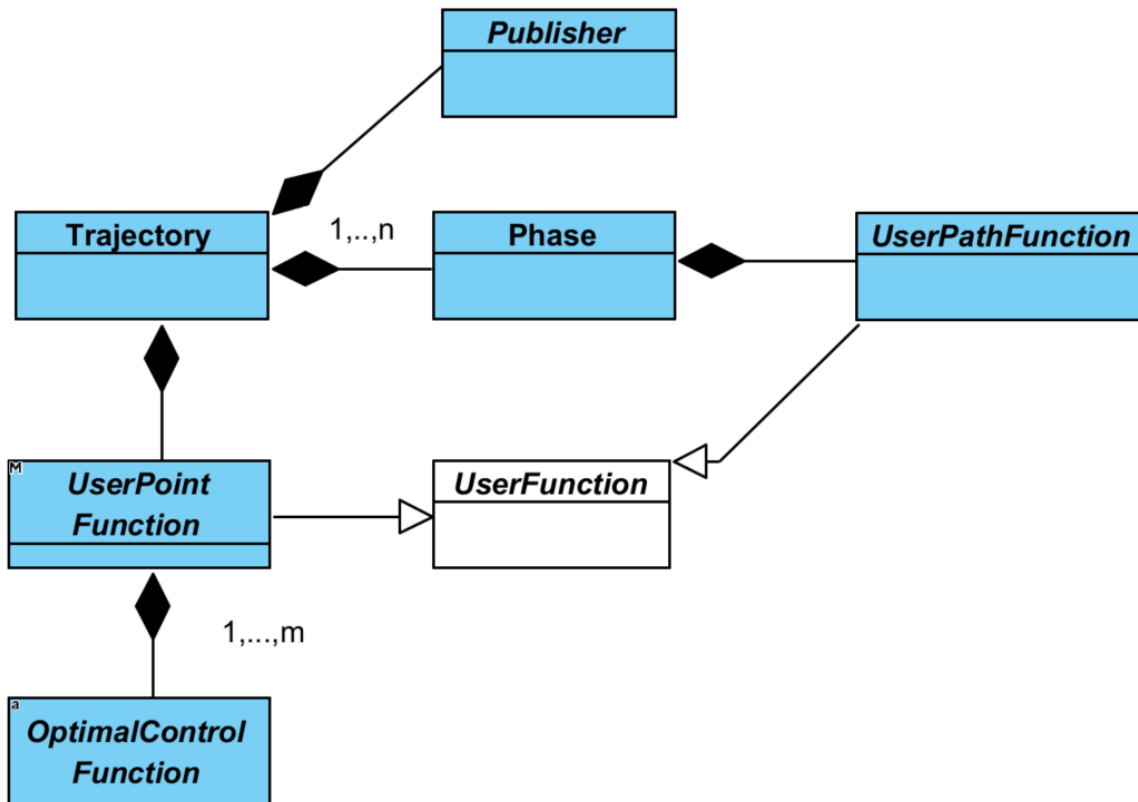 Publisher
Trajectory
1,..,n
Phase
UserPathFunction
M
UserPoint
Function
UserFunction
1,...,m
a
OptimalControl
Function